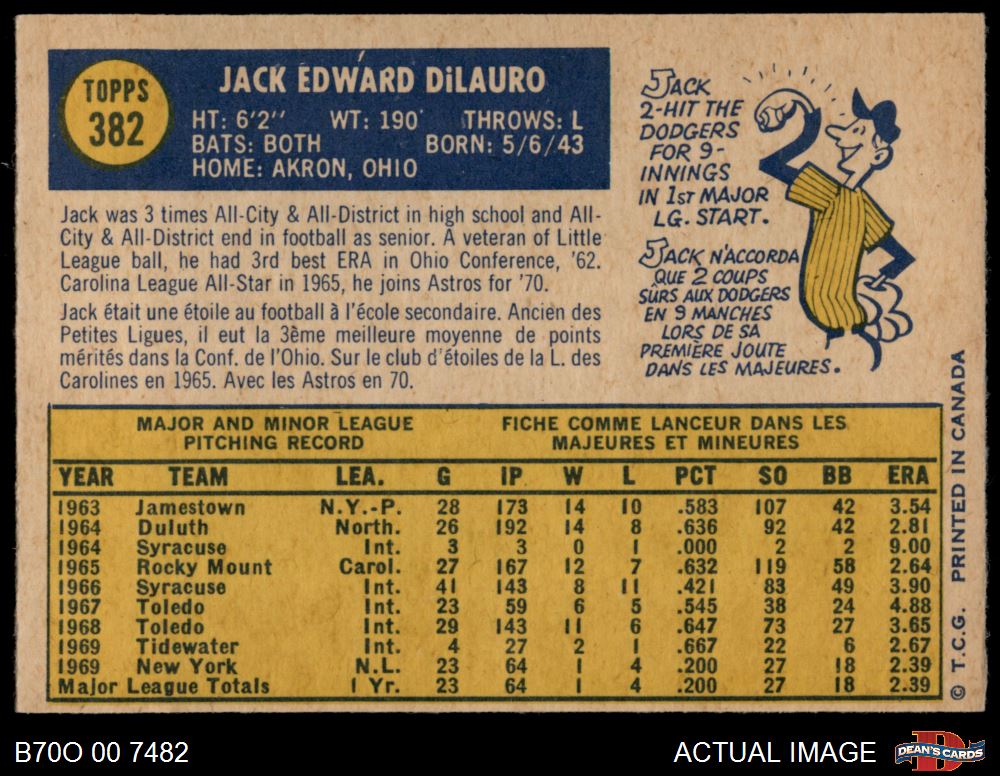 TOPPS
382
JACK EDWARD DiLAURO
HT: 6'2" WT: 190 THROWS: L
BATS: BOTH BORN: 5/6/43
HOME: AKRON, OHIO
Jack was 3 times All-City & All-District in high school and All-
City & All-District end in football as senior. A veteran of Little
League ball, he had 3rd best ERA in Ohio Conference, '62.
Carolina League All-Star in 1965, he joins Astros for '70.
Jack était une étoile au football à l'école secondaire. Ancien des
Petites Ligues, il eut la 3ème meilleure moyenne de points
mérités dans la Conf. de l'Ohio. Sur le club d'étoiles de la L. des
Carolines en 1965. Avec les Astros en 70.
JACK
2-HIT THE
DODGERS
FOR 9-
INNINGS
IN 1ST MAJOR
LG. START.
JACK N'ACCORDA
QUE 2 COUPS
SÛRS AUX DODGERS
EN 9 MANCHES
LORS DE SA
PREMIÈRE JOUTE
DANS LES MAJEURES.
MAJOR AND MINOR LEAGUE
PITCHING RECORD
FICHE COMME LANCEUR DANS LES
MAJEURES ET MINEURES
YEAR TEAM LEA. G IP W L PCT SO BB ERA
1963 Jamestown N.Y.-P. 28 173 14 10 .583 107 42 3.54
1964 Duluth North. 26 192 14 8 .636 92 42 2.81
1964 Syracuse Int. 3 3 0 1 .000 2 2 9.00
1965 Rocky Mount Carol. 27 167 12 7 .632 119 58 2.64
1966 Syracuse Int. 41 143 8 11 .421 83 49 3.90
1967 Toledo Int. 23 59 6 5 .545 38 24 4.88
1968 Toledo Int. 29 143 11 6 .647 73 27 3.65
1969 Tidewater Int. 4 27 2 1 .667 22 6 2.67
1969 New York N.L. 23 64 1 4 .200 27 18 2.39
Major League Totals 1 Yr. 23 64 1 4 .200 27 18 2.39
© T.C.G. PRINTED IN CANADA
B70O 00 7482
ACTUAL IMAGE
D
DEAN'S CARDS